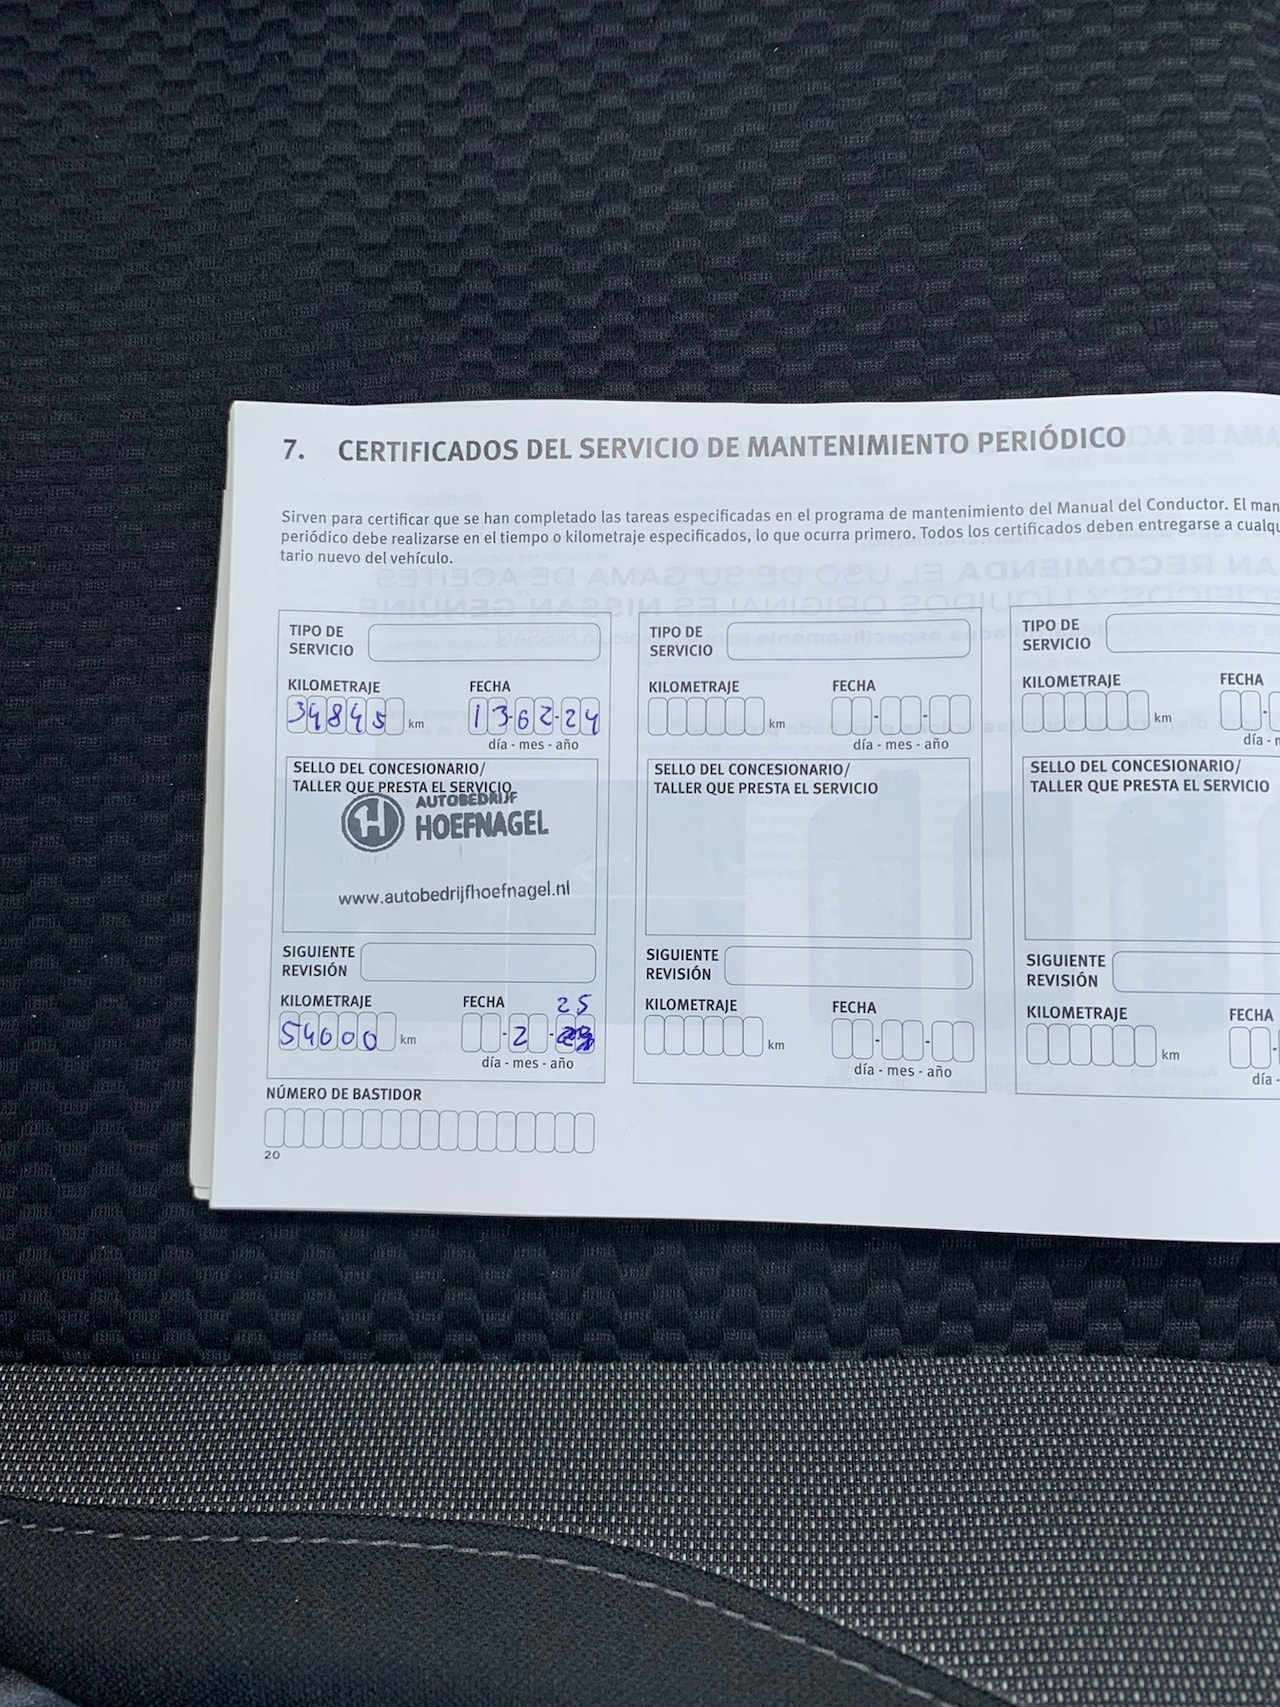 7. CERTIFICADOS DEL SERVICIO DE MANTENIMIENTO PERIÓDICO
Sirven para certificar que se han completado las tareas especificadas en el programa de mantenimiento del Manual del Conductor. El man
periódico debe realizarse en el tiempo o kilometraje especificados, lo que ocurra primero. Todos los certificados deben entregarse a cualqu
tario nuevo del vehículo.
TIPO DE
SERVICIO
KILOMETRAJE FECHA
34845 km 13-02-24
día - mes - año
SELLO DEL CONCESIONARIO/
TALLER QUE PRESTA EL SERVICIO
AUTOBEDRIJF
HOEFNAGEL
www.autobedrijfhoefnagel.nl
SIGUIENTE
REVISIÓN
KILOMETRAJE FECHA 25
54600 km - 2 -
día - mes - año
NÚMERO DE BASTIDOR
20
TIPO DE
SERVICIO
KILOMETRAJE FECHA
km - -
día - mes - año
SELLO DEL CONCESIONARIO/
TALLER QUE PRESTA EL SERVICIO
SIGUIENTE
REVISIÓN
KILOMETRAJE FECHA
km - -
día - mes - año
TIPO DE
SERVICIO
KILOMETRAJE FECHA
km -
día - m
SELLO DEL CONCESIONARIO/
TALLER QUE PRESTA EL SERVICIO
SIGUIENTE
REVISIÓN
KILOMETRAJE FECHA
km -
día -